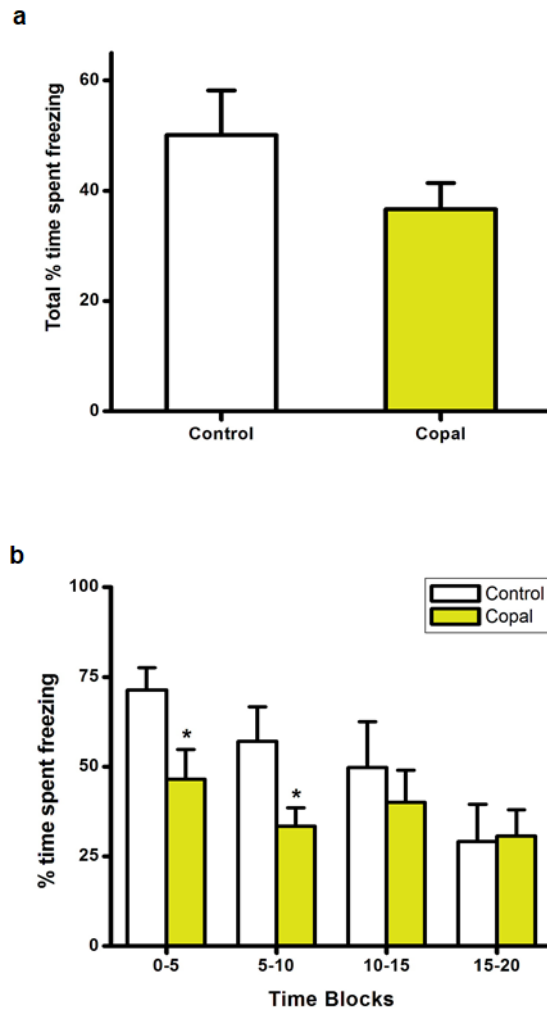 a
Total % time spent freezing
60
40
20
0
Control
Copal
b
% time spent freezing
100
75
50
25
0
Control
Copal
*
*
0-5
5-10
10-15
15-20
Time Blocks